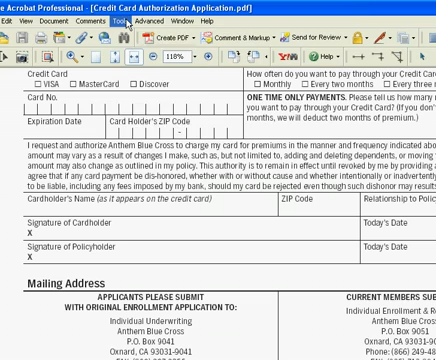 e Acrobat Professional - [Credit Card Authorization Application.pdf]
Edit View Document Comments Tools Advanced Window Help
Create PDF Comment & Markup Send for Review
118%
Credit Card
VISA MasterCard Discover
How often do you want to pay through your Credit Car
Monthly Every two months Every three
Card No.
Expiration Date Card Holder's ZIP Code
-
ONE TIME ONLY PAYMENTS. Please tell us how many
you want to pay through your Credit Card? (If you don't
months, we will deduct two months of premium.)
I request and authorize Anthem Blue Cross to charge my card for premiums in the manner and frequency indicated abo
amount may vary as a result of changes I make, such as, but not limited to, adding and deleting dependents, or moving
amount may also change as outlined in my policy. This authority is to remain in effect until revoked by me by providing
agree that if any card payment be dis-honored, whether with or without cause and whether intentionally or inadvertently
to be liable, including any fees imposed by my bank, should my card be rejected even though such dishonor may result
Cardholder's Name (as it appears on the credit card) ZIP Code Relationship to Policy
Signature of Cardholder Today's Date
X
Signature of Policyholder Today's Date
X
Mailing Address
APPLICANTS PLEASE SUBMIT
WITH ORIGINAL ENROLLMENT APPLICATION TO:
Individual Underwriting
Anthem Blue Cross
P.O. Box 9041
Oxnard, CA 93031-9041
CURRENT MEMBERS SU
Individual Enrollment & R
Anthem Blue Cross
P.O. Box 9051
Oxnard, CA 93031-90
Phone: (866) 249-48